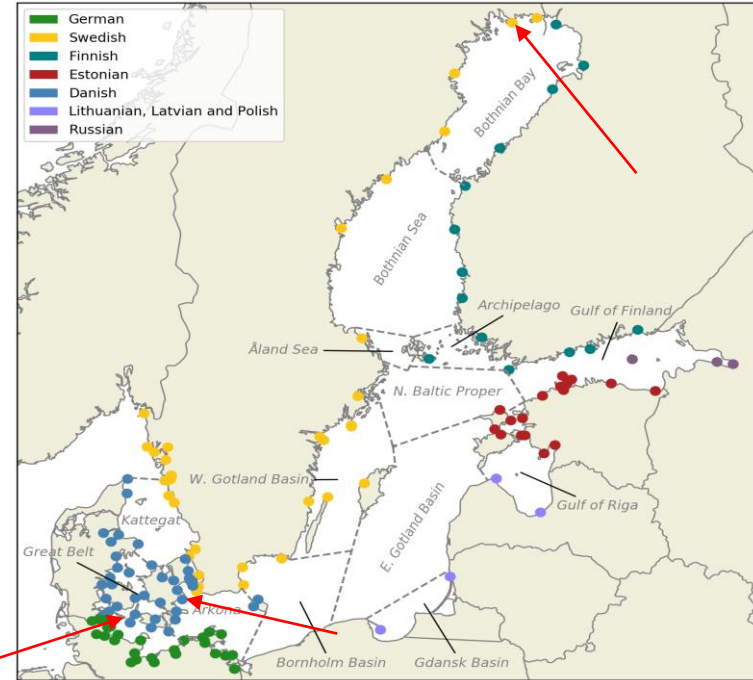 German
Swedish
Finnish
Estonian
Danish
Lithuanian, Latvian and Polish
Russian
Bothnian Bay
Bothnian Sea
Archipelago
Gulf of Finland
Åland Sea
N. Baltic Proper
W. Gotland Basin
E. Gotland Basin
Gulf of Riga
Kattegat
Great Belt
Arkona
Bornholm Basin
Gdansk Basin